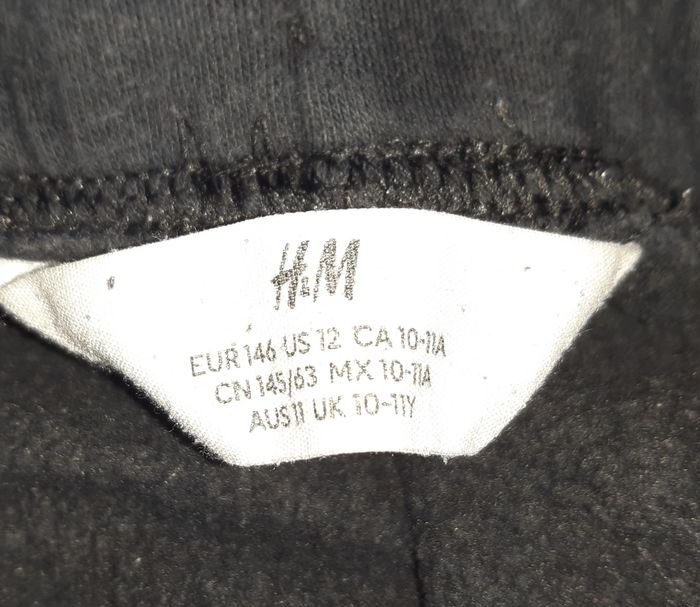 H&M
EUR 146 US 12 CA 10-11A
CN 145/63 MX 10-11A
AUS11 UK 10-11Y